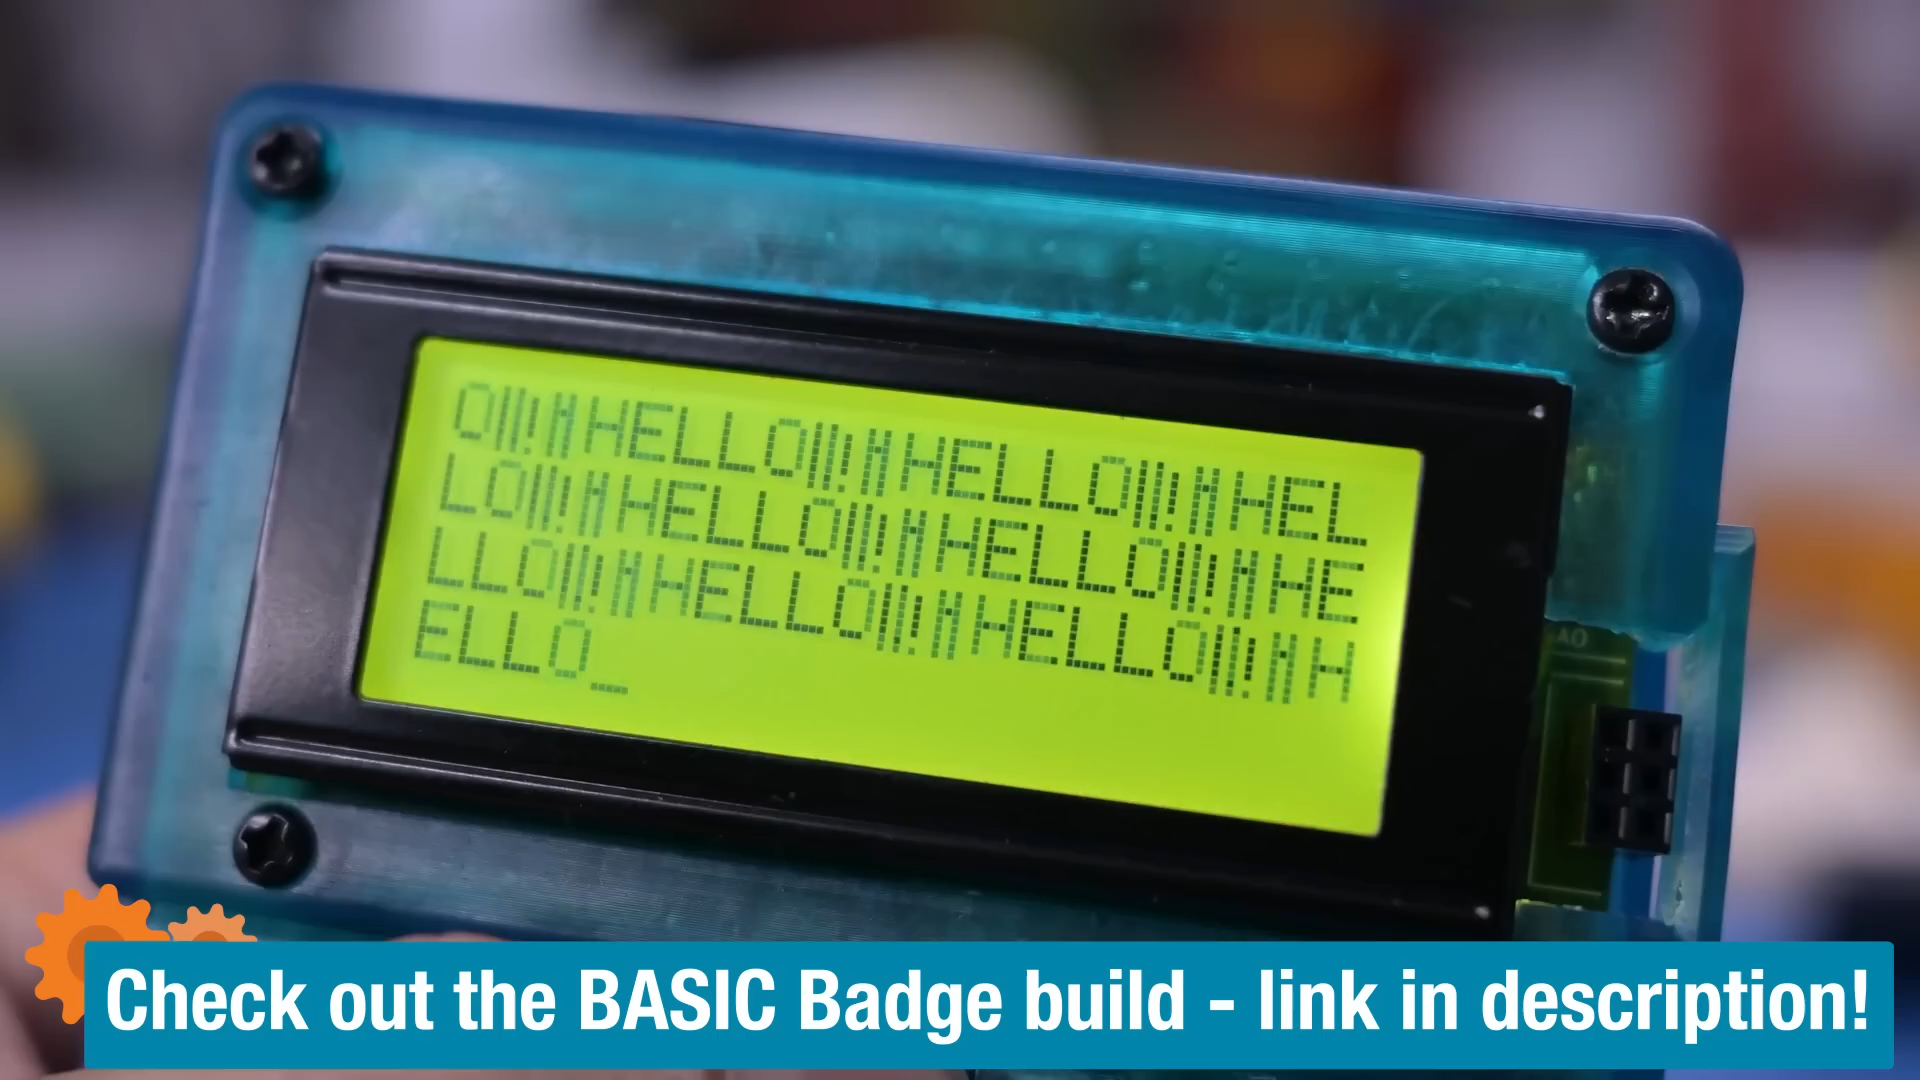 O HELLO HELLO HEL
LO HELLO HELLO HE
LLO HELLO HELLO H
ELLO_
AO
Check out the BASIC Badge build - link in description!